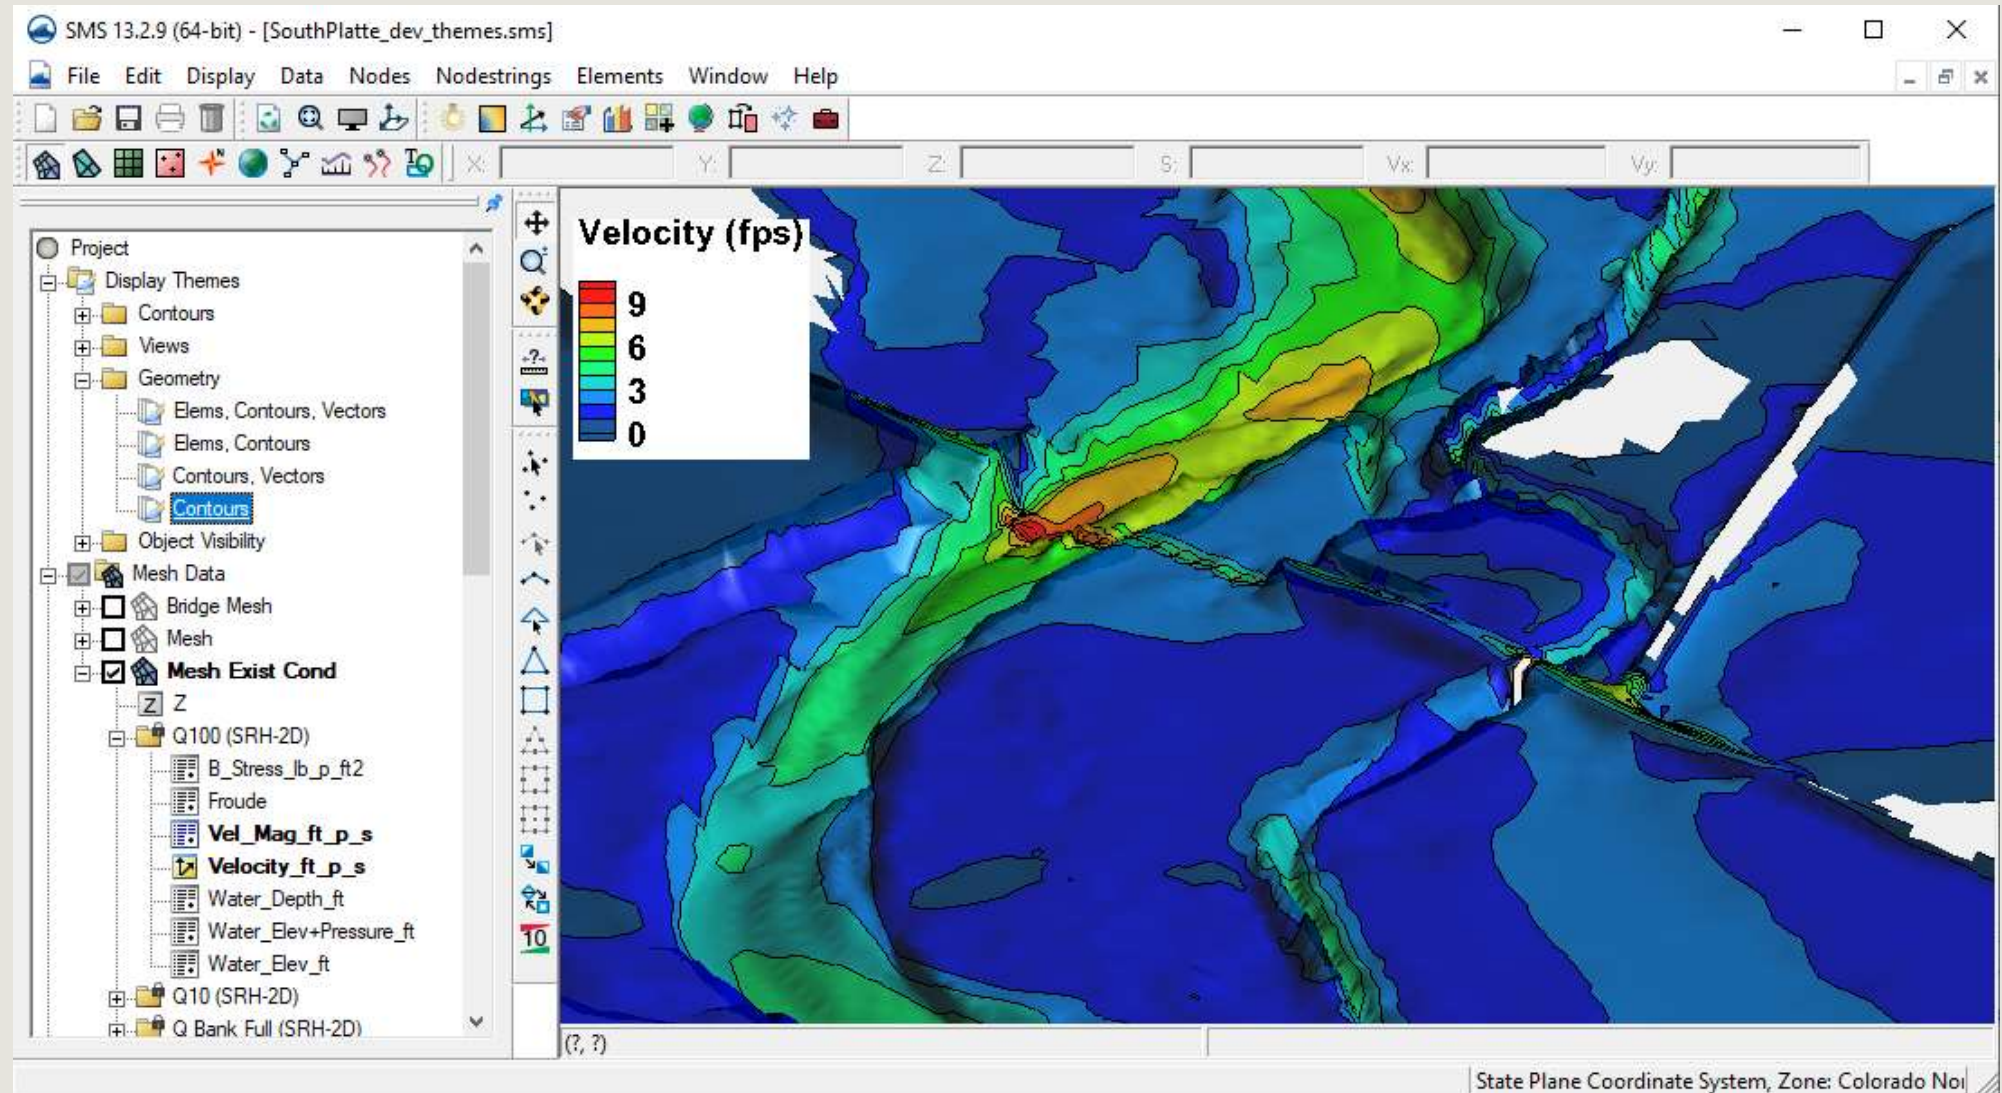 SMS 13.2.9 (64-bit) - [SouthPlatte_dev_themes.sms]
File Edit Display Data Nodes Nodestrings Elements Window Help
X: Y: Z: S: Vx: Vy:
Project
Display Themes
Contours
Views
Geometry
Elems, Contours, Vectors
Elems, Contours
Contours, Vectors
Contours
Object Visibility
Mesh Data
Bridge Mesh
Mesh
Mesh Exist Cond
Z Z
Q100 (SRH-2D)
B_Stress_lb_p_ft2
Froude
Vel_Mag_ft_p_s
Velocity_ft_p_s
Water_Depth_ft
Water_Elev+Pressure_ft
Water_Elev_ft
Q10 (SRH-2D)
Q Bank Full (SRH-2D)
?
10
Velocity (fps)
9
6
3
0
(?, ?)
State Plane Coordinate System, Zone: Colorado Nor